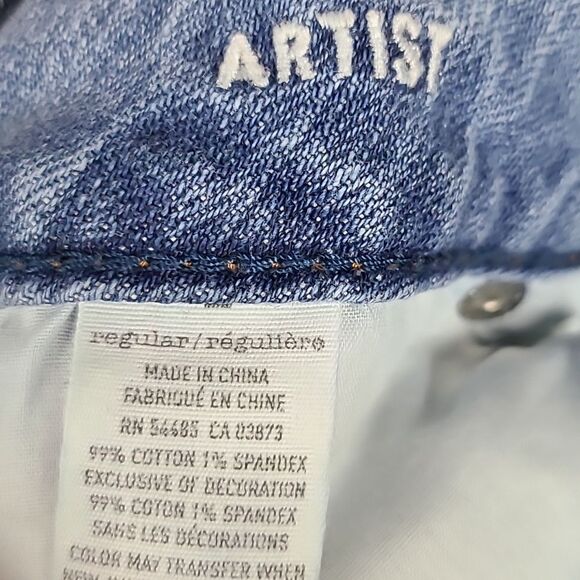 ARTIST
regular/régulière
MADE IN CHINA
FABRIQUÉ EN CHINE
RN 54485 CA 03873
99% COTTON 1% SPANDEX
EXCLUSIVE OF DECORATION
99% COTON 1% SPANDEX
SANS LES DÉCORATIONS
COLOR MAY TRANSFER WHEN
NEW